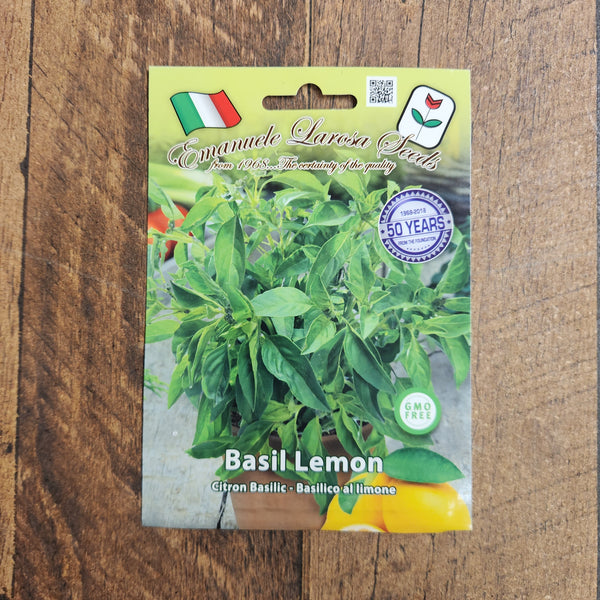 Emanuele Larosa Seeds
from 1968...The certainty of the quality
1968-2018
50 YEARS
FROM THE FOUNDATION
GMO
FREE
Basil Lemon
Citron Basilic - Basilico al limone